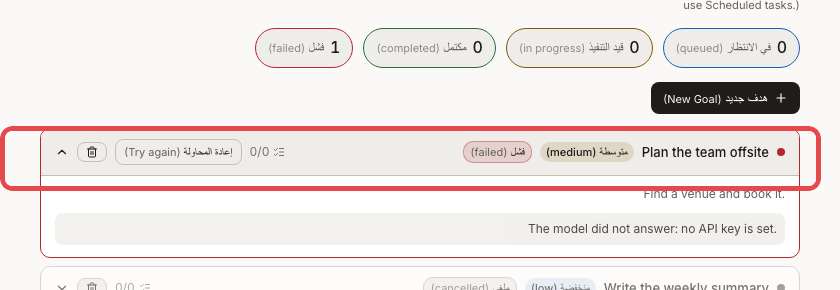 use Scheduled tasks.)
0 في الانتظار (queued)
0 قيد التنفيذ (in progress)
0 مكتمل (completed)
1 فشل (failed)
+ هدف جديد (New Goal)
Plan the team offsite متوسطة (medium) فشل (failed) 0/0 إعادة المحاولة (Try again)
Find a venue and book it.
The model did not answer: no API key is set.
Write the weekly summary منخفضة (low) ملغى (cancelled) 0/0